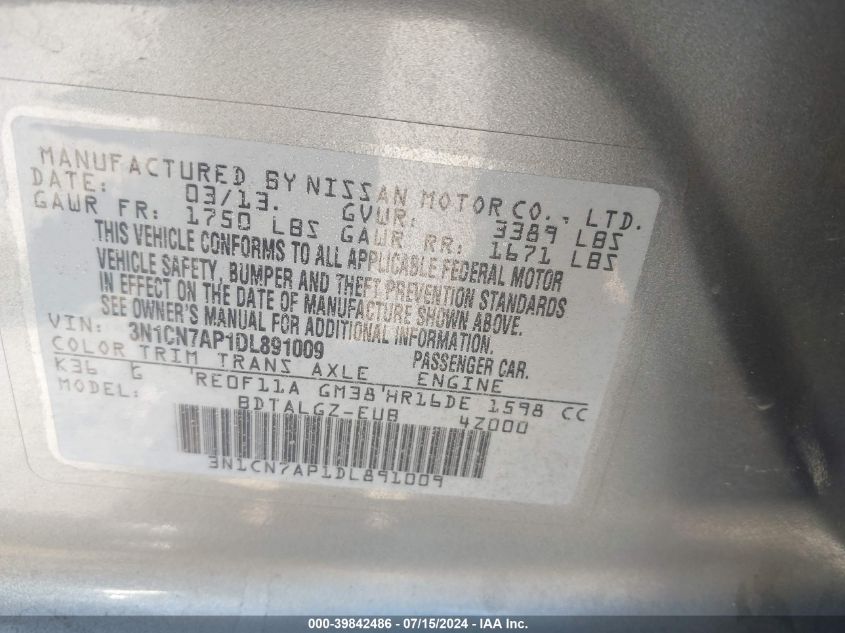 MANUFACTURED BY NISSAN MOTOR CO., LTD.
DATE: 03/13. GVWR: 3389 LBS
GAWR FR: 1750 LBS GAWR RR: 1671 LBS
THIS VEHICLE CONFORMS TO ALL APPLICABLE FEDERAL MOTOR
VEHICLE SAFETY, BUMPER AND THEFT PREVENTION STANDARDS
IN EFFECT ON THE DATE OF MANUFACTURE SHOWN ABOVE.
SEE OWNER'S MANUAL FOR ADDITIONAL INFORMATION.
VIN: 3N1CN7AP1DL891009 PASSENGER CAR.
COLOR TRIM TRANS AXLE ENGINE
K36 G RE0F11A GM38 HR16DE 1598 CC
MODEL: BDTALGZ-EUB 4Z000
3N1CN7AP1DL891009
000-39842486 - 07/15/2024 - IAA Inc.